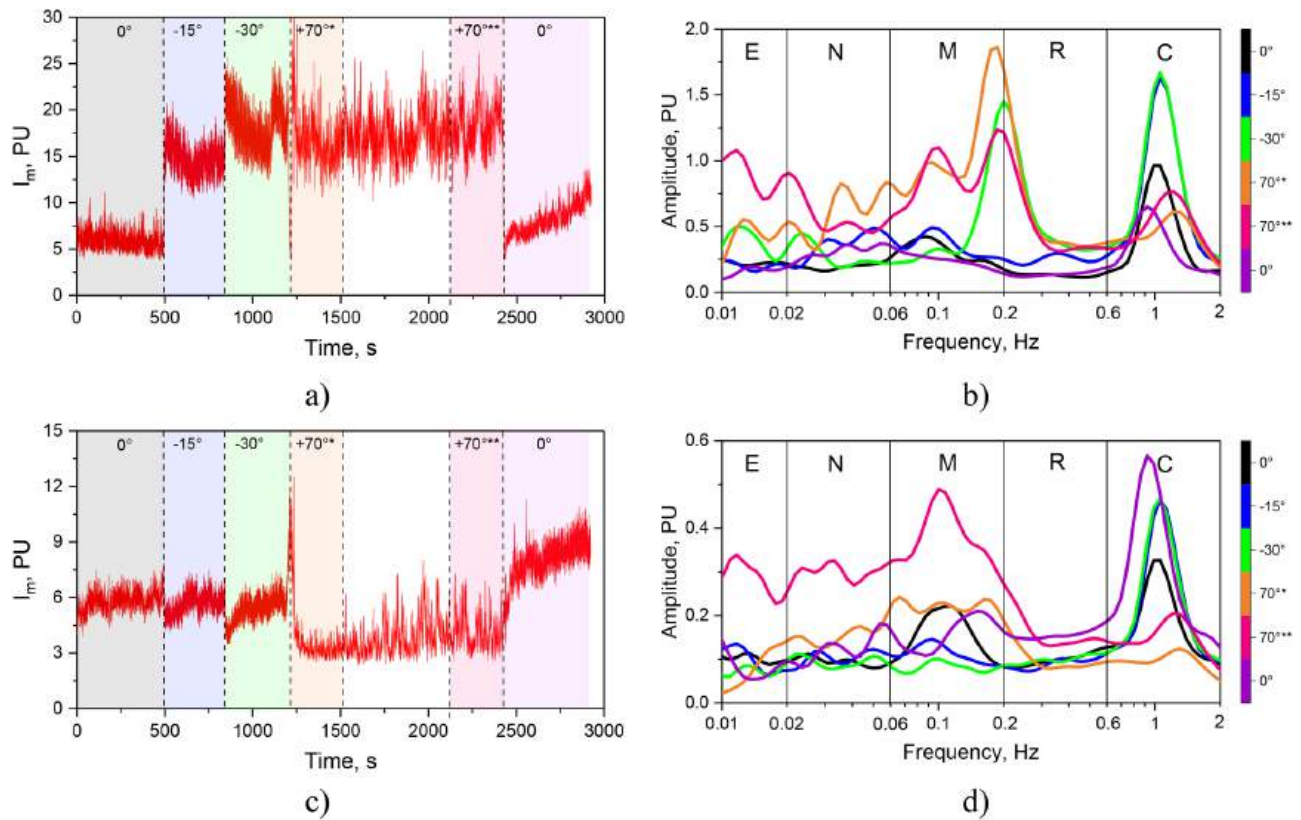 30
25
20
15
10
5
0
I_m, PU
0° -15° -30° +70°* +70°** 0°
0 500 1000 1500 2000 2500 3000
Time, s
a)
2.0
1.5
1.0
0.5
0.0
Amplitude, PU
E N M R C
0.01 0.02 0.06 0.1 0.2 0.6 1 2
Frequency, Hz
0°
-15°
-30°
70°*
70°**
0°
b)
15
12
9
6
3
0
I_m, PU
0° -15° -30° +70°* +70°** 0°
0 500 1000 1500 2000 2500 3000
Time, s
c)
0.6
0.4
0.2
0.0
Amplitude, PU
E N M R C
0.01 0.02 0.06 0.1 0.2 0.6 1 2
Frequency, Hz
0°
-15°
-30°
70°*
70°**
0°
d)